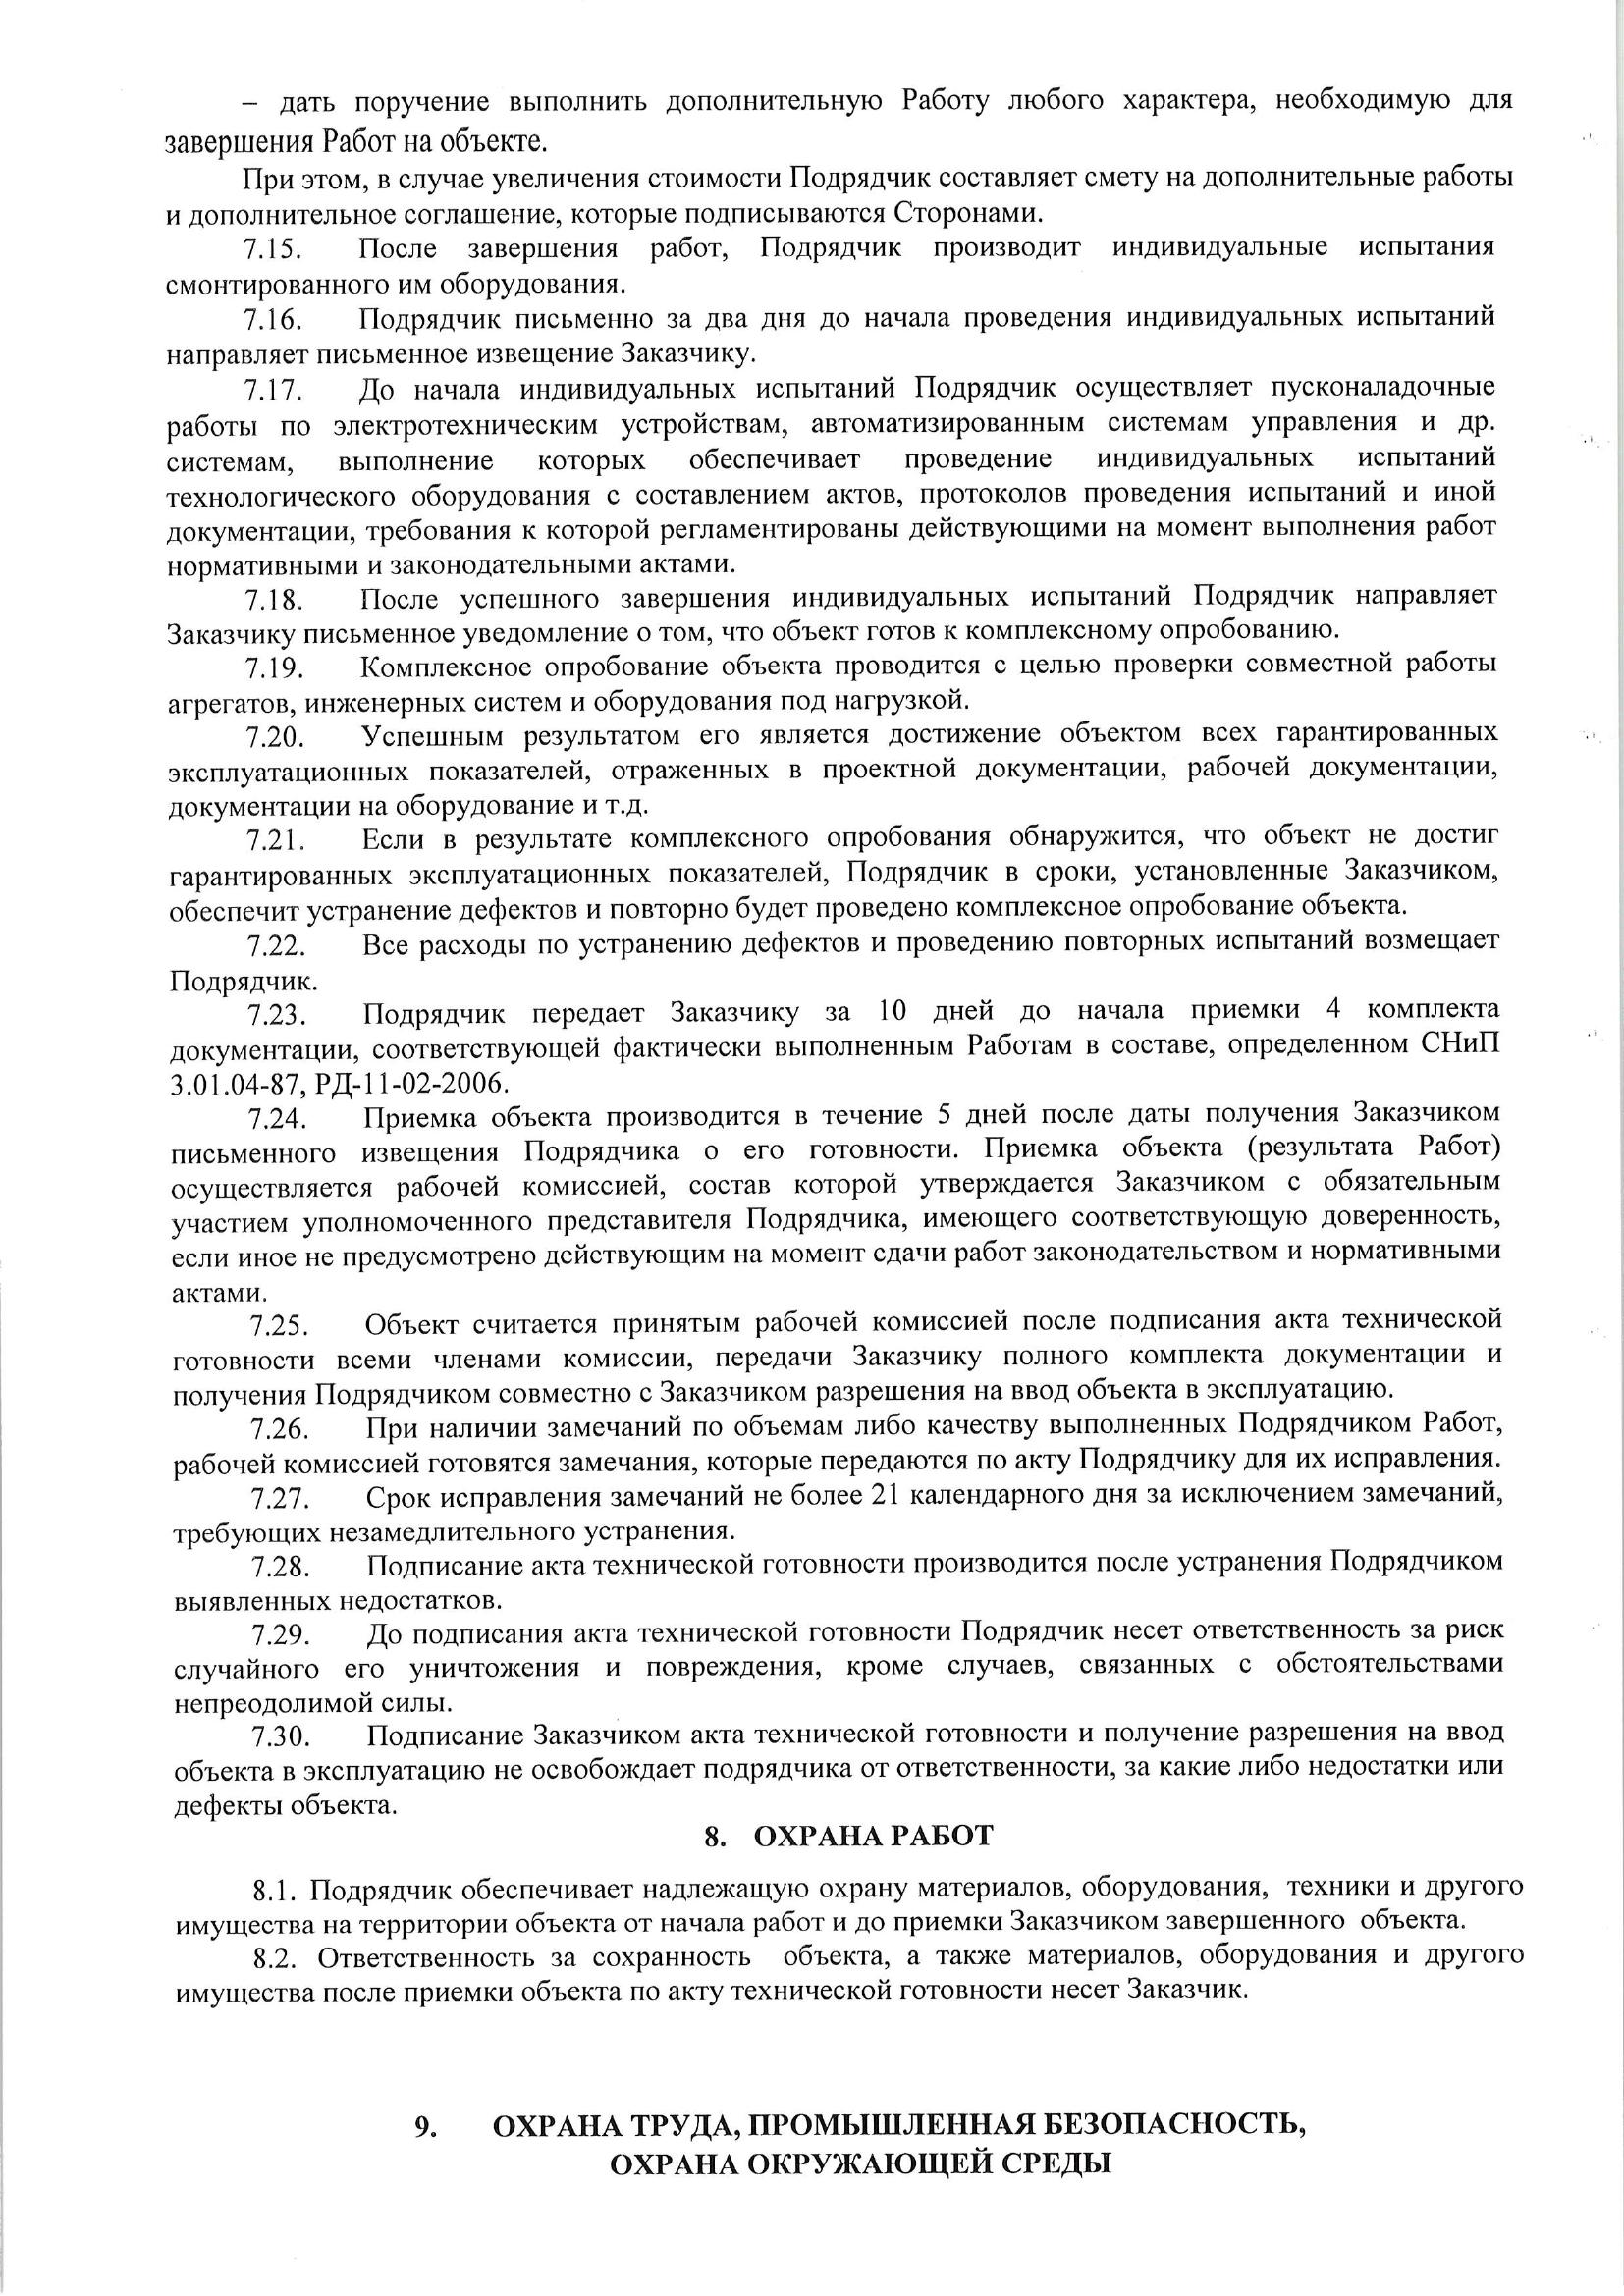 – дать поручение выполнить дополнительную Работу любого характера, необходимую для
завершения Работ на объекте.
При этом, в случае увеличения стоимости Подрядчик составляет смету на дополнительные работы
и дополнительное соглашение, которые подписываются Сторонами.
7.15. После завершения работ, Подрядчик производит индивидуальные испытания
смонтированного им оборудования.
7.16. Подрядчик письменно за два дня до начала проведения индивидуальных испытаний
направляет письменное извещение Заказчику.
7.17. До начала индивидуальных испытаний Подрядчик осуществляет пусконаладочные
работы по электротехническим устройствам, автоматизированным системам управления и др.
системам, выполнение которых обеспечивает проведение индивидуальных испытаний
технологического оборудования с составлением актов, протоколов проведения испытаний и иной
документации, требования к которой регламентированы действующими на момент выполнения работ
нормативными и законодательными актами.
7.18. После успешного завершения индивидуальных испытаний Подрядчик направляет
Заказчику письменное уведомление о том, что объект готов к комплексному опробованию.
7.19. Комплексное опробование объекта проводится с целью проверки совместной работы
агрегатов, инженерных систем и оборудования под нагрузкой.
7.20. Успешным результатом его является достижение объектом всех гарантированных
эксплуатационных показателей, отраженных в проектной документации, рабочей документации,
документации на оборудование и т.д.
7.21. Если в результате комплексного опробования обнаружится, что объект не достиг
гарантированных эксплуатационных показателей, Подрядчик в сроки, установленные Заказчиком,
обеспечит устранение дефектов и повторно будет проведено комплексное опробование объекта.
7.22. Все расходы по устранению дефектов и проведению повторных испытаний возмещает
Подрядчик.
7.23. Подрядчик передает Заказчику за 10 дней до начала приемки 4 комплекта
документации, соответствующей фактически выполненным Работам в составе, определенном СНиП
3.01.04-87, РД-11-02-2006.
7.24. Приемка объекта производится в течение 5 дней после даты получения Заказчиком
письменного извещения Подрядчика о его готовности. Приемка объекта (результата Работ)
осуществляется рабочей комиссией, состав которой утверждается Заказчиком с обязательным
участием уполномоченного представителя Подрядчика, имеющего соответствующую доверенность,
если иное не предусмотрено действующим на момент сдачи работ законодательством и нормативными
актами.
7.25. Объект считается принятым рабочей комиссией после подписания акта технической
готовности всеми членами комиссии, передачи Заказчику полного комплекта документации и
получения Подрядчиком совместно с Заказчиком разрешения на ввод объекта в эксплуатацию.
7.26. При наличии замечаний по объемам либо качеству выполненных Подрядчиком Работ,
рабочей комиссией готовятся замечания, которые передаются по акту Подрядчику для их исправления.
7.27. Срок исправления замечаний не более 21 календарного дня за исключением замечаний,
требующих незамедлительного устранения.
7.28. Подписание акта технической готовности производится после устранения Подрядчиком
выявленных недостатков.
7.29. До подписания акта технической готовности Подрядчик несет ответственность за риск
случайного его уничтожения и повреждения, кроме случаев, связанных с обстоятельствами
непреодолимой силы.
7.30. Подписание Заказчиком акта технической готовности и получение разрешения на ввод
объекта в эксплуатацию не освобождает подрядчика от ответственности, за какие либо недостатки или
дефекты объекта.
8. ОХРАНА РАБОТ
8.1. Подрядчик обеспечивает надлежащую охрану материалов, оборудования, техники и другого
имущества на территории объекта от начала работ и до приемки Заказчиком завершенного объекта.
8.2. Ответственность за сохранность объекта, а также материалов, оборудования и другого
имущества после приемки объекта по акту технической готовности несет Заказчик.
9. ОХРАНА ТРУДА, ПРОМЫШЛЕННАЯ БЕЗОПАСНОСТЬ,
ОХРАНА ОКРУЖАЮЩЕЙ СРЕДЫ